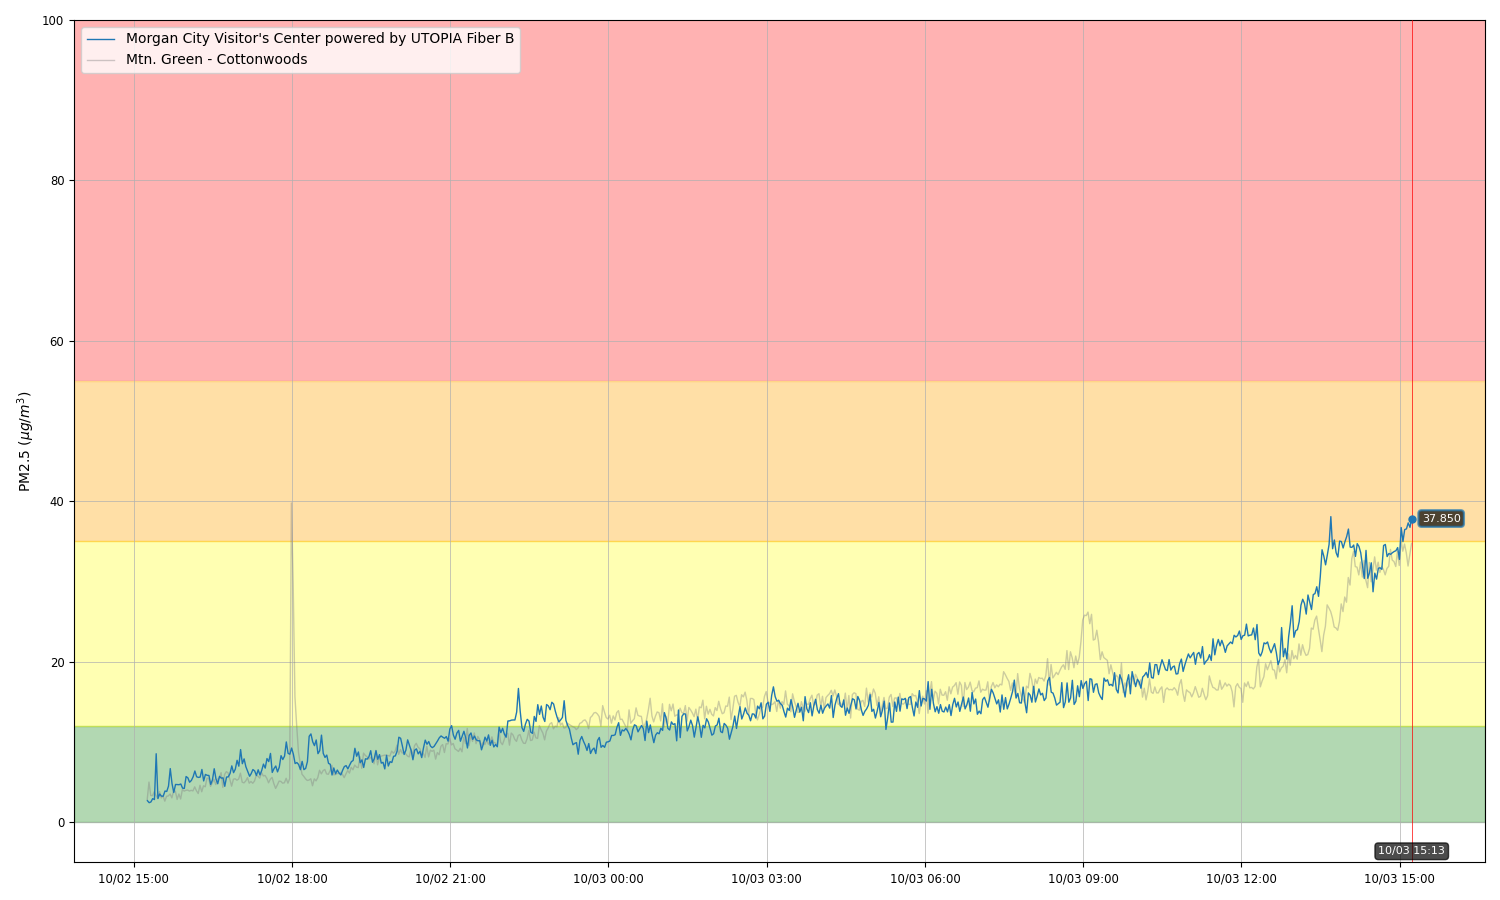 100
Morgan City Visitor's Center powered by UTOPIA Fiber B
Mtn. Green - Cottonwoods
80
60
PM2.5 (μg/m³)
40
37.850
20
0
10/03 15:13
10/02 15:00 10/02 18:00 10/02 21:00 10/03 00:00 10/03 03:00 10/03 06:00 10/03 09:00 10/03 12:00 10/03 15:00